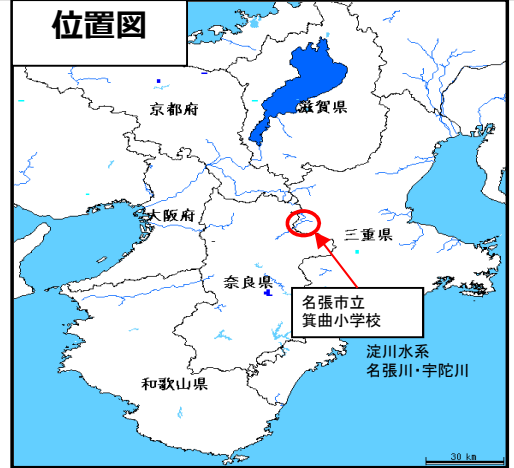 位置図
京都府
滋賀県
大阪府
三重県
奈良県
名張市立
箕曲小学校
淀川水系
名張川・宇陀川
和歌山県
30 km